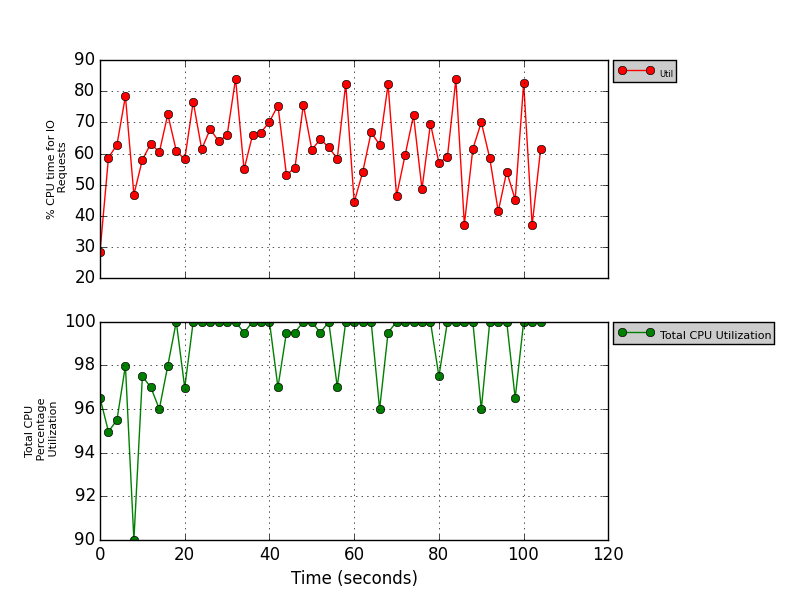 90
80
70
60
50
40
30
20
% CPU time for IO
Requests
Util
100
98
96
94
92
90
Total CPU
Percentage
Utilization
Total CPU Utilization
0 20 40 60 80 100 120
Time (seconds)